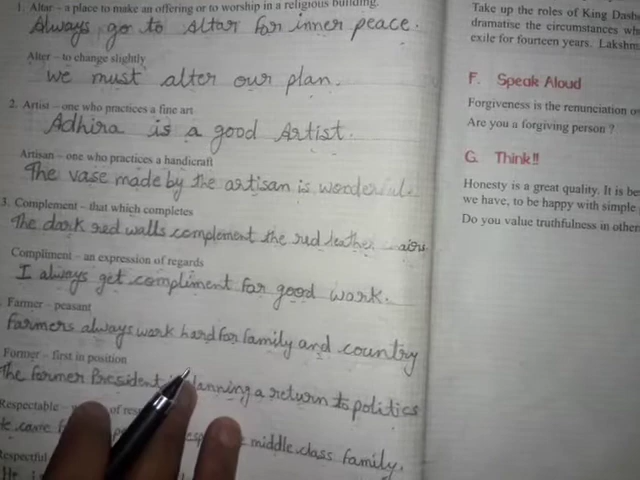 1. Altar – a place to make an offering or to worship in a religious building.
Always go to Altar for inner peace.
Alter – to change slightly
We must alter our plan.
2. Artist – one who practices a fine art
Adhira is a good Artist.
Artisan – one who practices a handicraft
The vase made by the artisan is
3. Complement – that which completes
The dark red walls complement the red leather
Compliment – an expression of regards
I always get compliment for good work.
Farmer – peasant
Farmers always work hard for family and country
Former – first in position
The former President planning a return to politics
Respectable – of
came middle class family.
Respectful
He
Take up the roles of King Dash
dramatise the circumstances
exile for fourteen years. Lakshm
F. Speak Aloud
Forgiveness is the renunciation
Are you a forgiving person ?
G. Think!!
Honesty is a great quality. It is be
we have, to be happy with simple
Do you value truthfulness in other